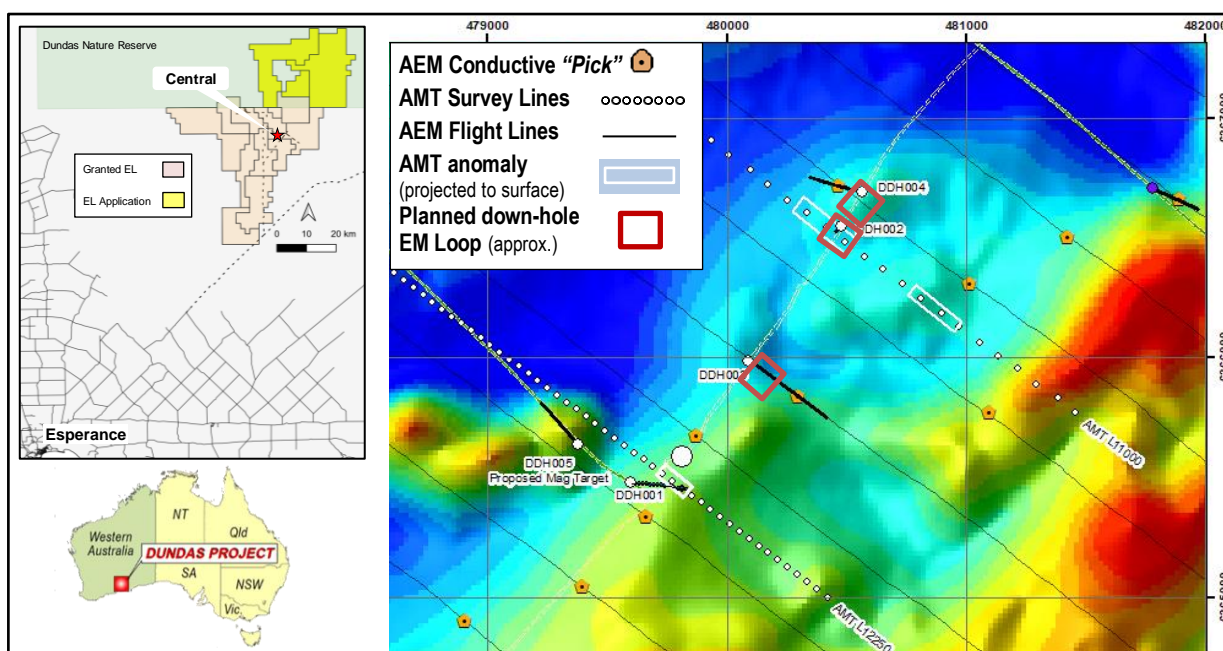 Dundas Nature Reserve
Central
Granted EL
EL Application
0 10 20 km
Esperance
Western
Australia
NT
Qld
SA
NSW
Vic.
DUNDAS PROJECT
479000
480000
481000
482000
AEM Conductive "Pick"
AMT Survey Lines
AEM Flight Lines
AMT anomaly
(projected to surface)
Planned down-hole
EM Loop (approx.)
DDH004
DDH002
DDH005
Proposed Mag Target
DDH001
AMT L11000
AMT L12250